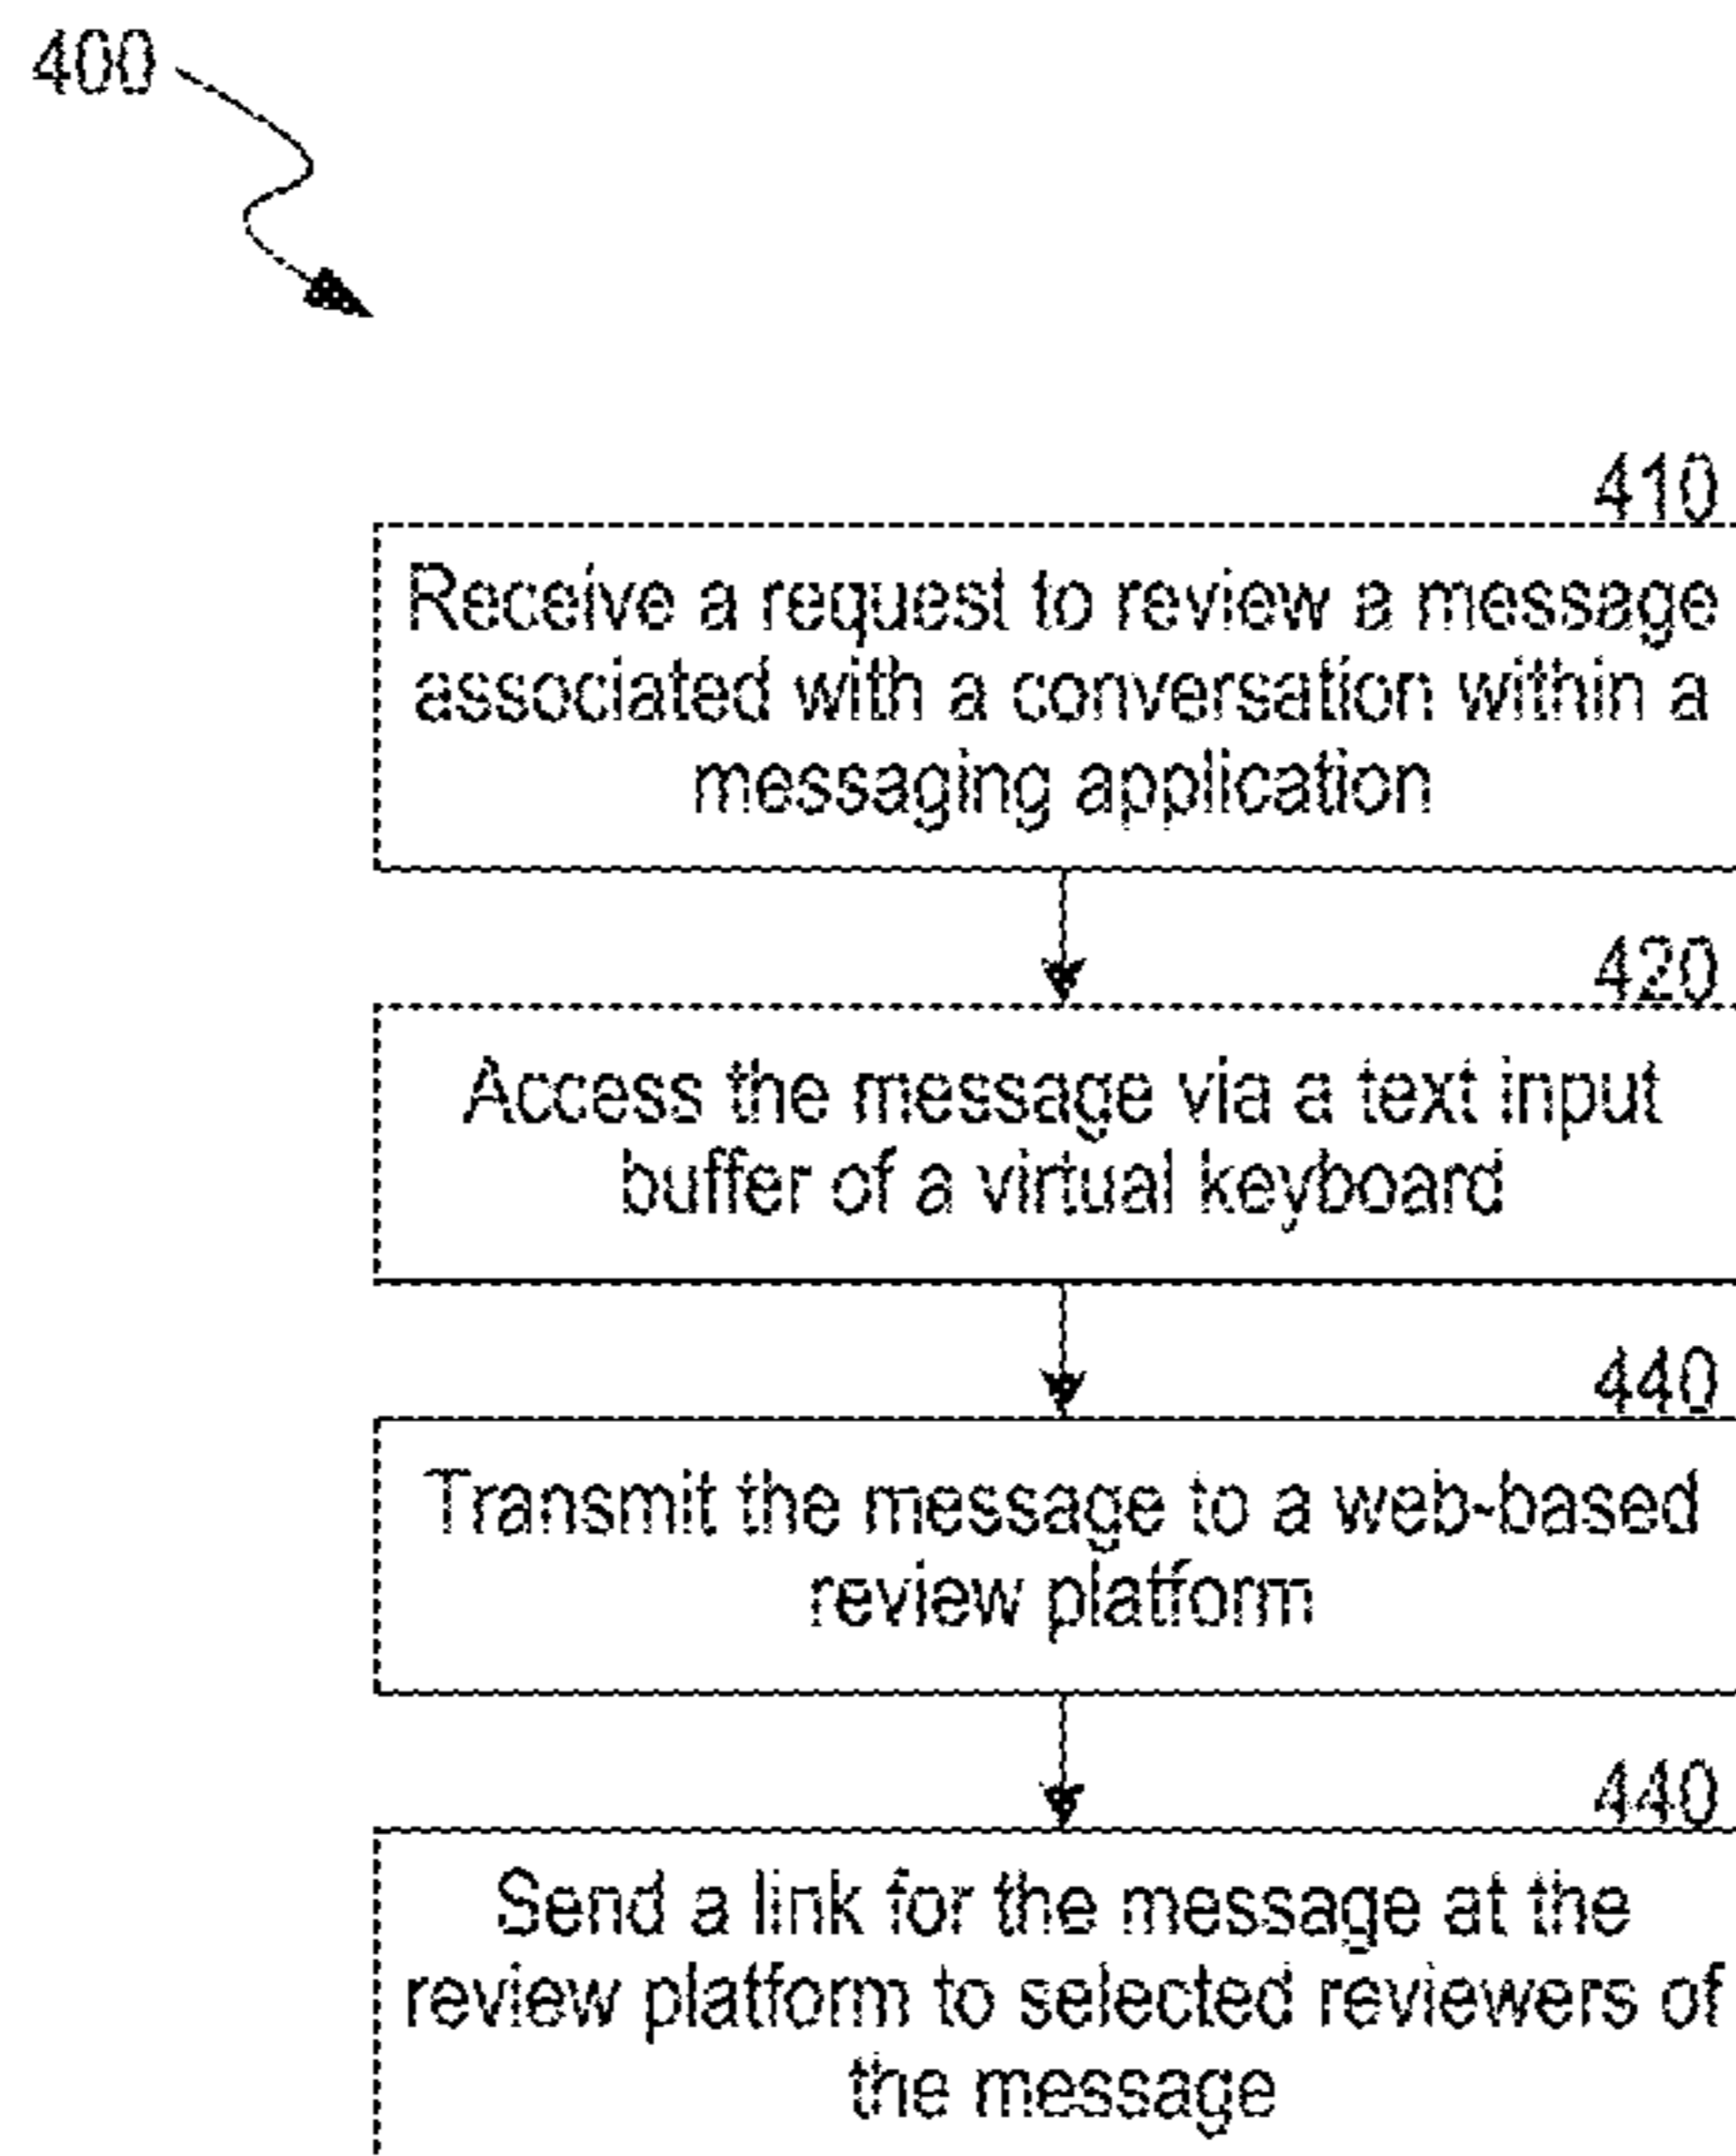 400
410
Receive a request to review a message
associated with a conversation within a
messaging application
420
Access the message via a text input
buffer of a virtual keyboard
440
Transmit the message to a web-based
review platform
440
Send a link for the message at the
review platform to selected reviewers of
the message